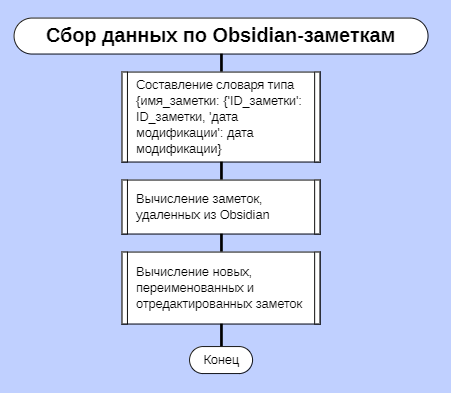 Сбор данных по Obsidian-заметкам
Составление словаря типа
{имя_заметки: {'ID_заметки':
ID_заметки, 'дата
модификации': дата
модификации}
Вычисление заметок,
удаленных из Obsidian
Вычисление новых,
переименованных и
отредактированных заметок
Конец